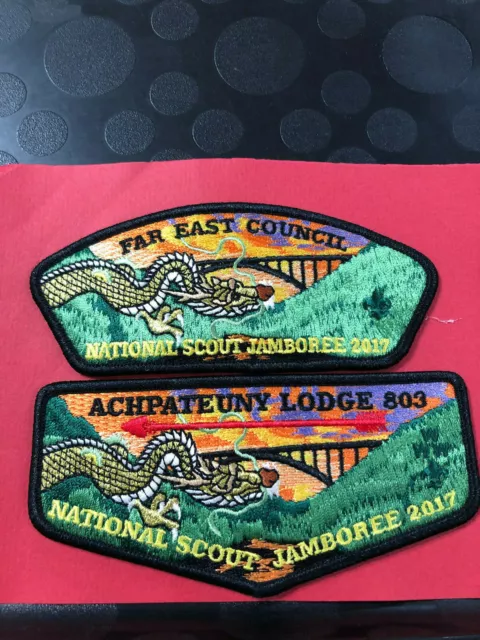 FAR EAST COUNCIL
NATIONAL SCOUT JAMBOREE 2017
ACHPATEUNY LODGE 803
NATIONAL SCOUT JAMBOREE 2017